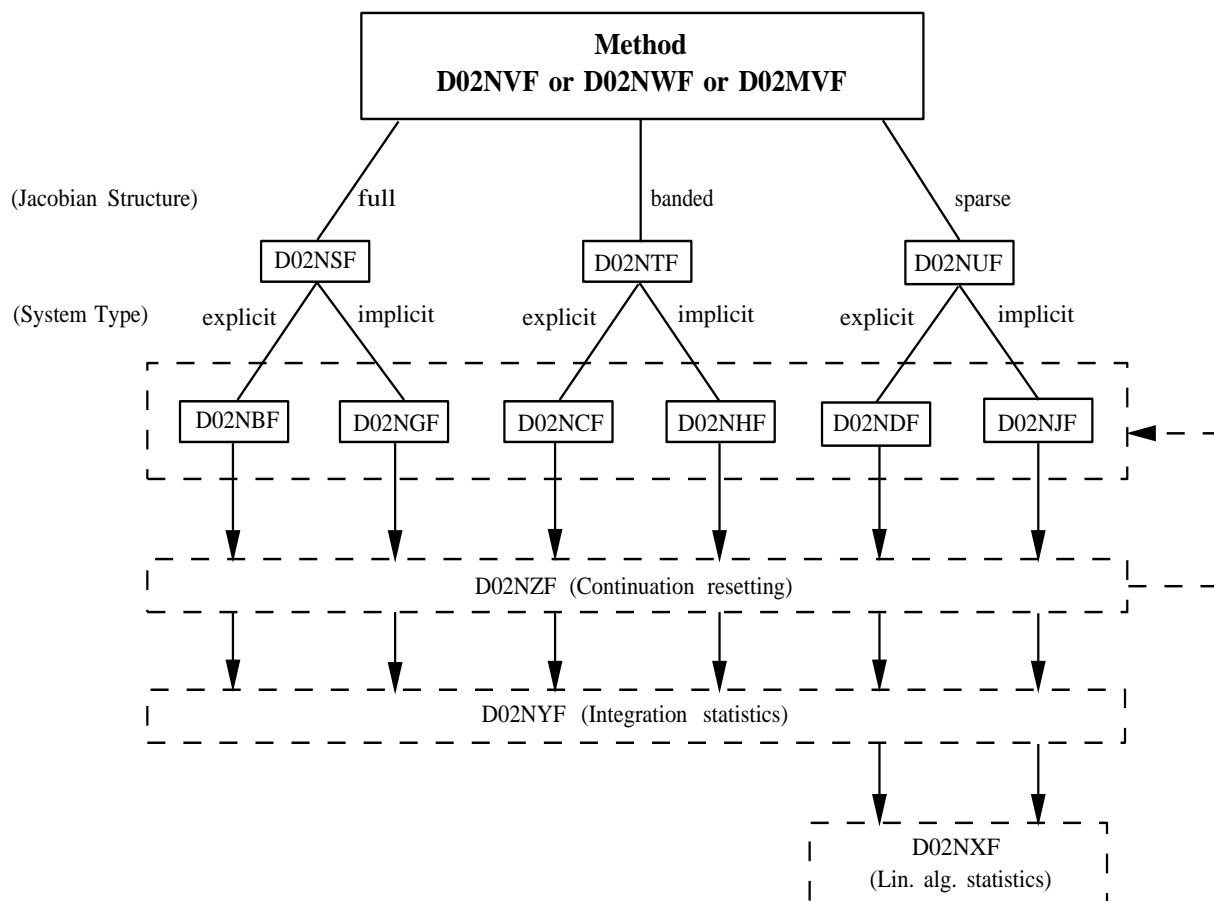 Method
D02NVF or D02NWF or D02MVF
(Jacobian Structure)
full
banded
sparse
D02NSF
D02NTF
D02NUF
(System Type)
explicit
implicit
explicit
implicit
explicit
implicit
D02NBF
D02NGF
D02NCF
D02NHF
D02NDF
D02NJF
D02NZF (Continuation resetting)
D02NYF (Integration statistics)
D02NXF
(Lin. alg. statistics)